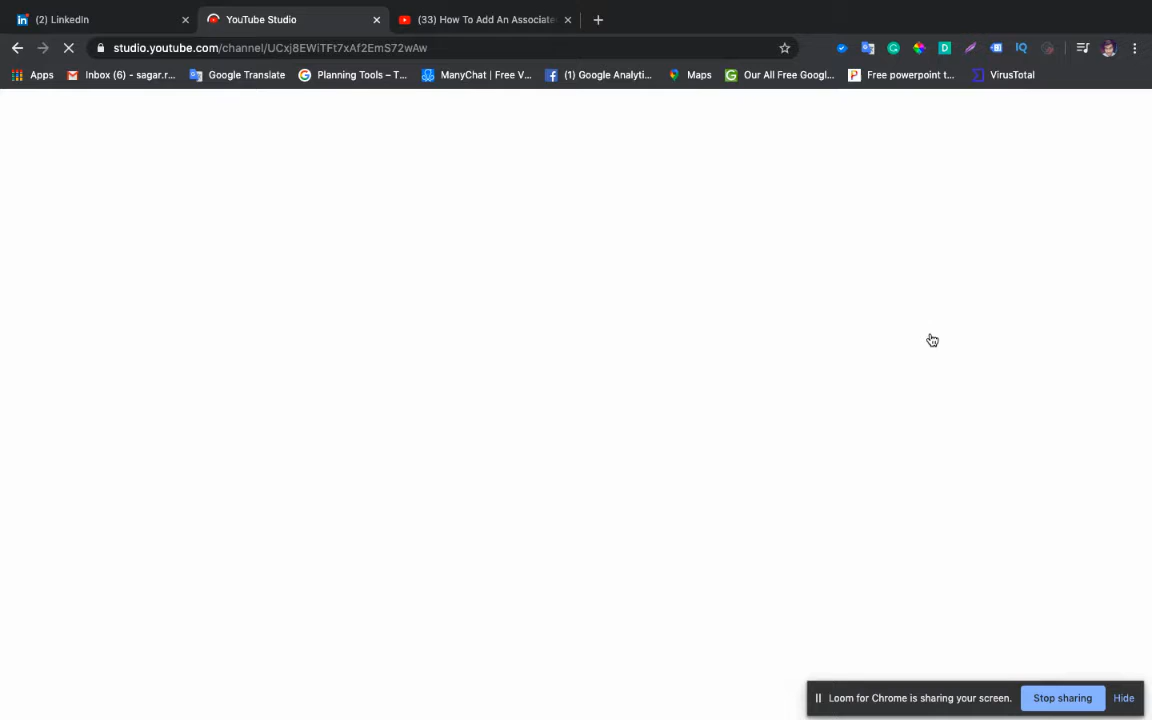 (2) LinkedIn
YouTube Studio
(33) How To Add An Associate
studio.youtube.com/channel/UCxj8EWiTFt7xAf2EmS72wAw
Apps
Inbox (6) - sagar.r...
Google Translate
Planning Tools – T...
ManyChat | Free V...
(1) Google Analyti...
Maps
Our All Free Googl...
Free powerpoint t...
VirusTotal
Loom for Chrome is sharing your screen.
Stop sharing
Hide